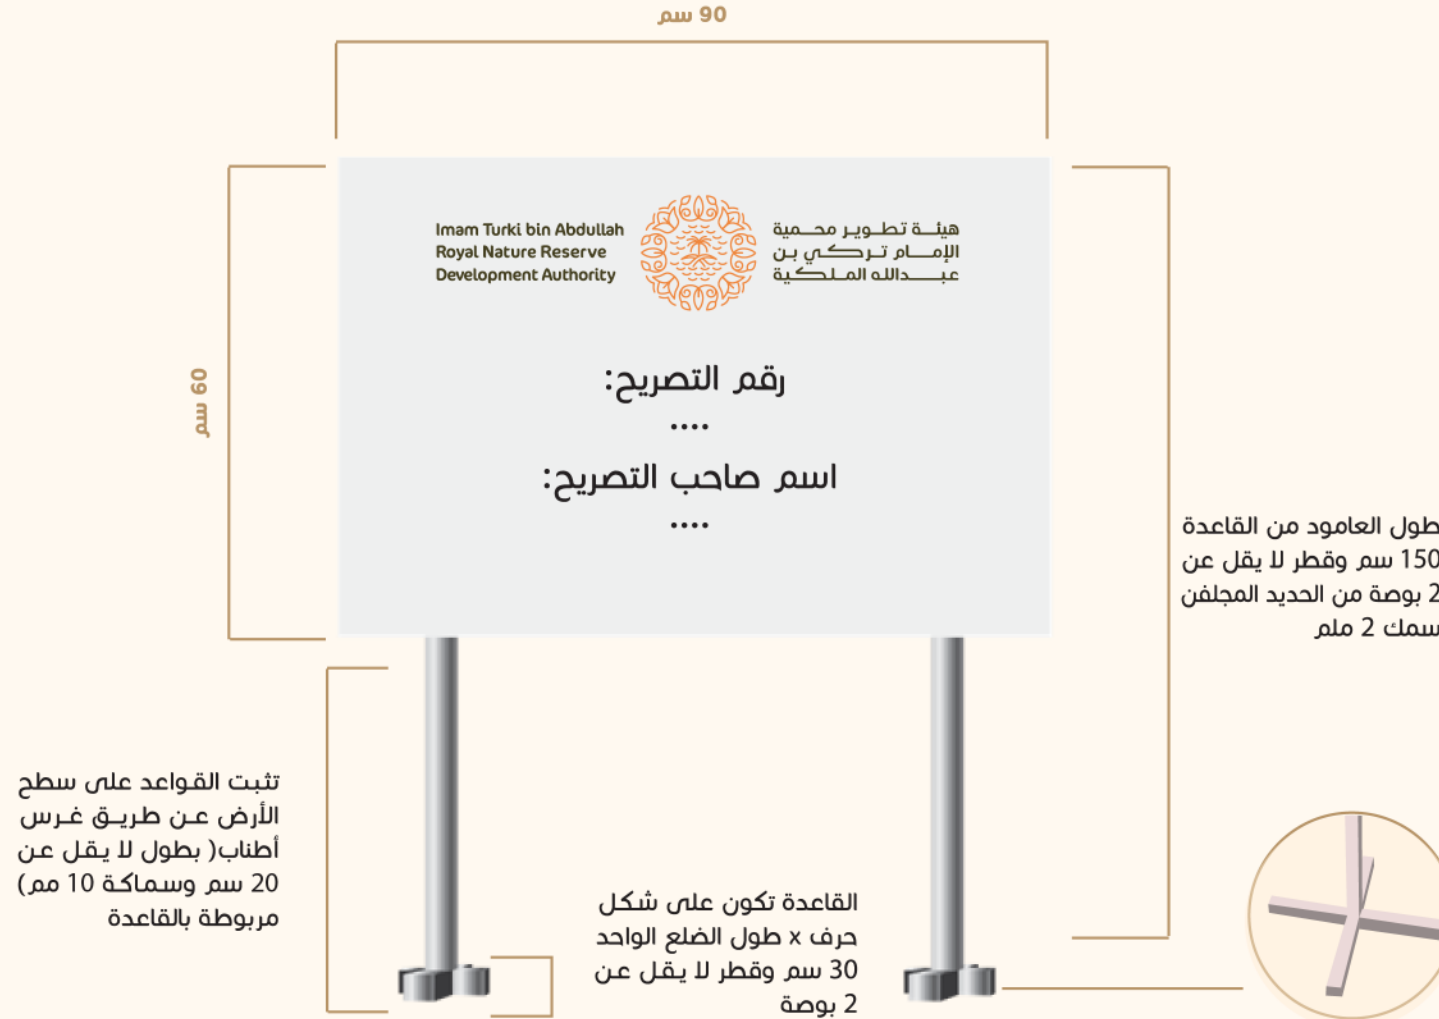 90 سم
هيئة تطوير محمية
الإمام تركي بن
عبدالله الملكية
Imam Turki bin Abdullah
Royal Nature Reserve
Development Authority
رقم التصريح:
....
اسم صاحب التصريح:
....
60 سم
طول العامود من القاعدة
150 سم وقطر لا يقل عن
2 بوصة من الحديد المجلفن
سمك 2 ملم
تثبت القواعد على سطح
الأرض عن طريق غرس
أطناب( بطول لا يقل عن
20 سم وسماكة 10 مم)
مربوطة بالقاعدة
القاعدة تكون على شكل
حرف x طول الضلع الواحد
30 سم وقطر لا يقل عن
2 بوصة